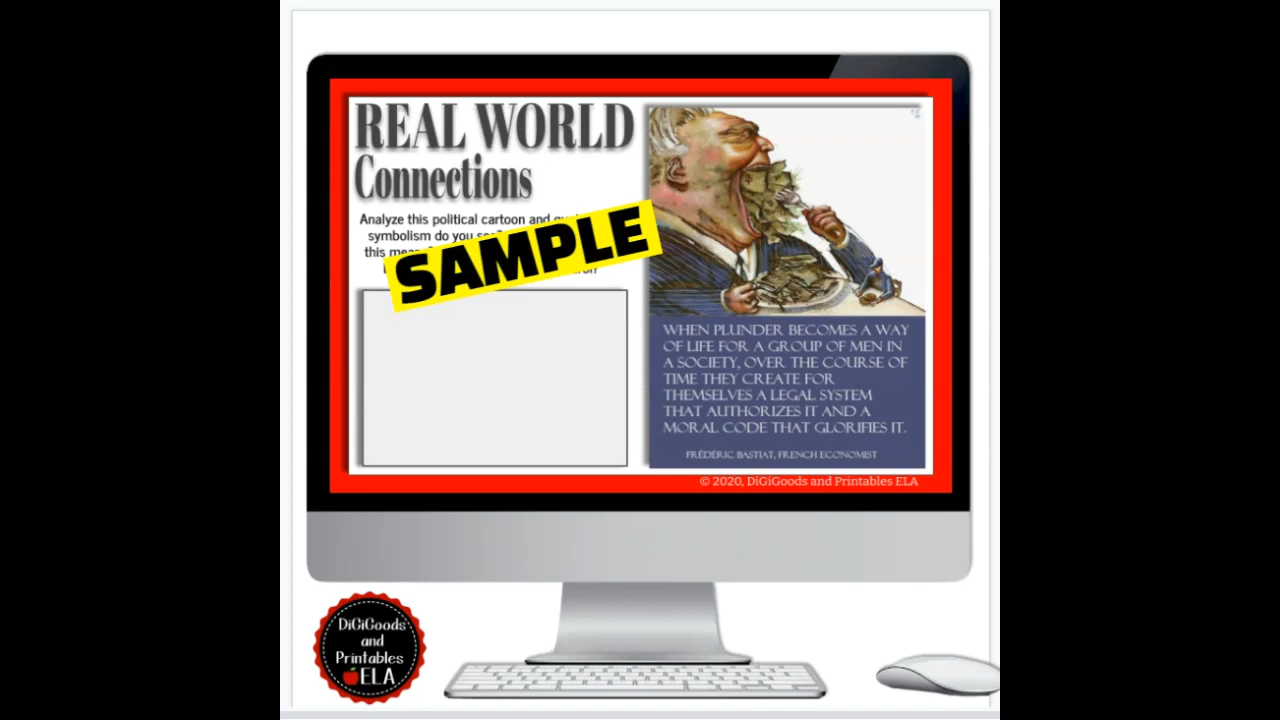 REAL WORLD
Connections
Analyze this political cartoon and
symbolism do you
this
SAMPLE
WHEN PLUNDER BECOMES A WAY
OF LIFE FOR A GROUP OF MEN IN
A SOCIETY, OVER THE COURSE OF
TIME THEY CREATE FOR
THEMSELVES A LEGAL SYSTEM
THAT AUTHORIZES IT AND A
MORAL CODE THAT GLORIFIES IT.
FRÉDÉRIC BASTIAT, FRENCH ECONOMIST
© 2020, DiGiGoods and Printables ELA
DiGiGoods
and
Printables
ELA